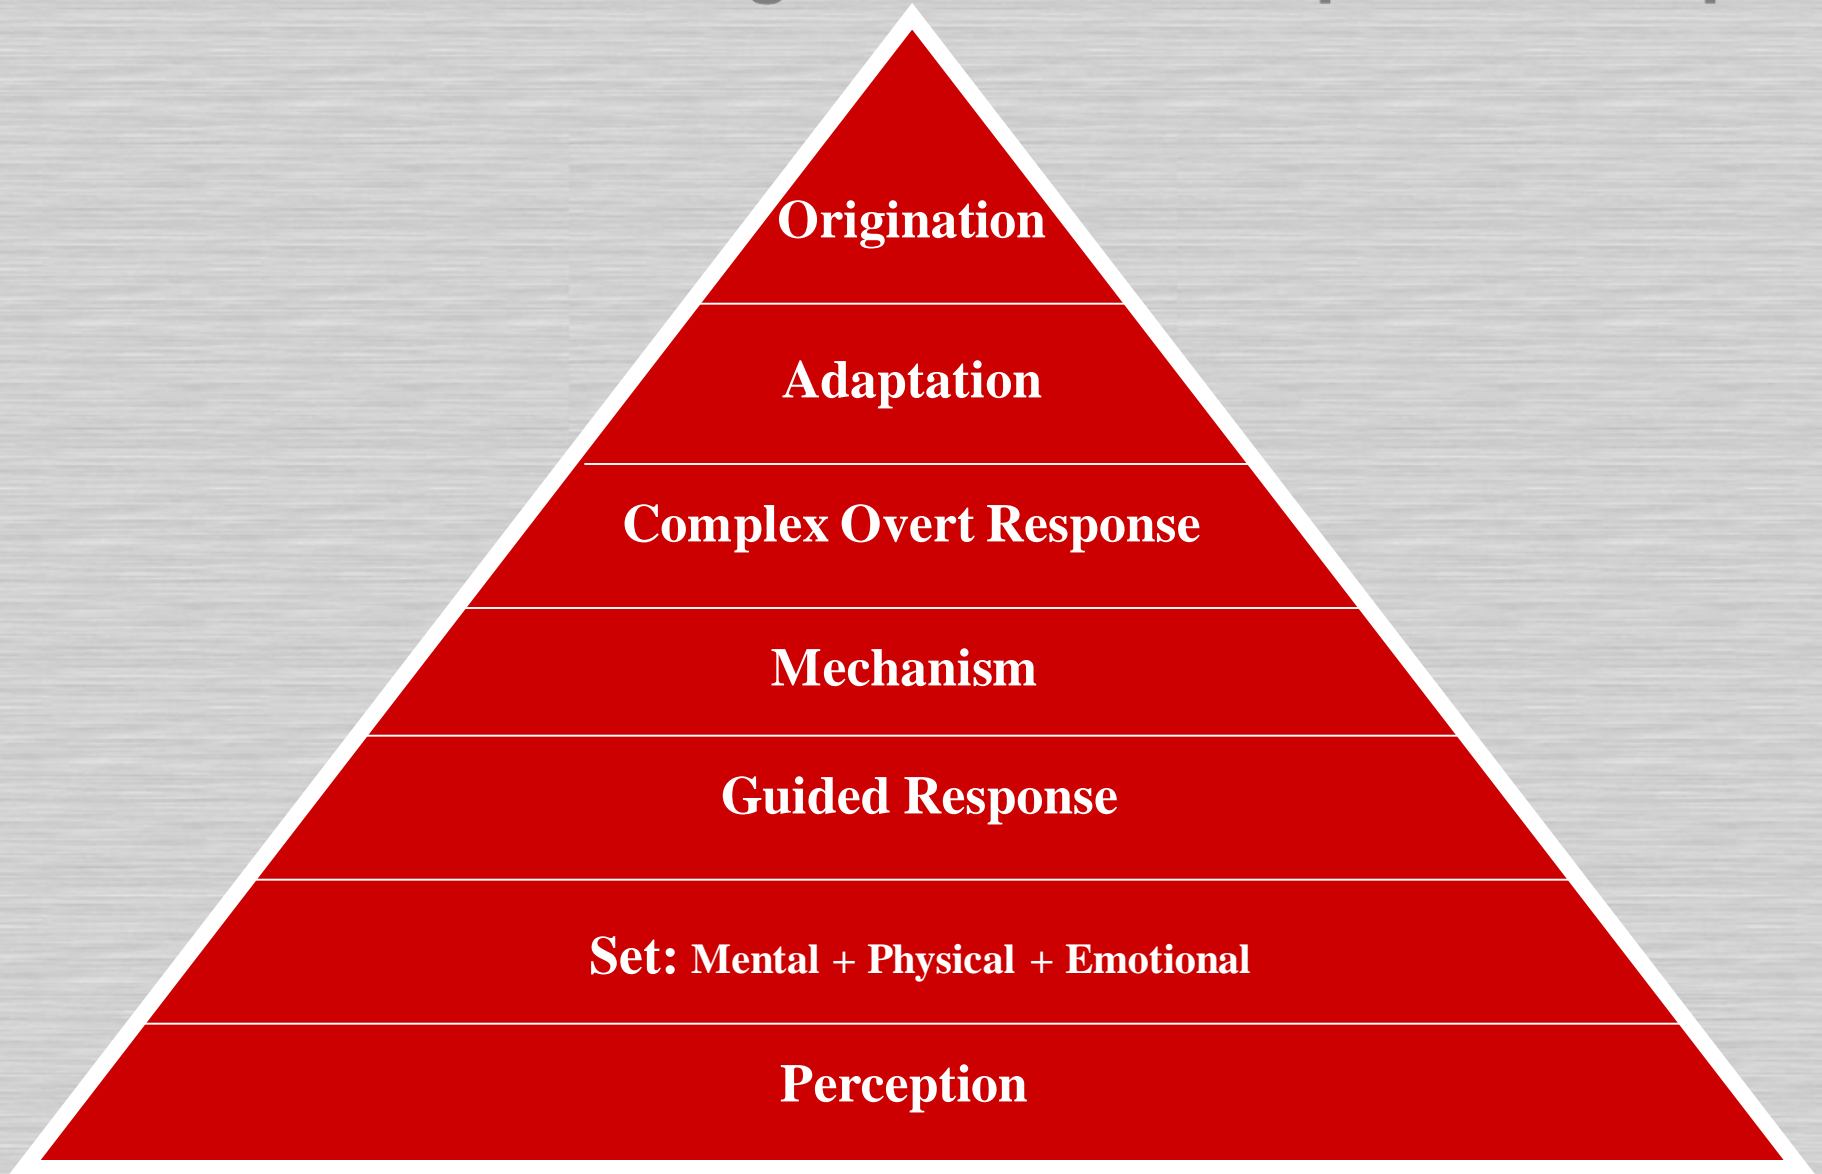 Origination
Adaptation
Complex Overt Response
Mechanism
Guided Response
Set: Mental + Physical + Emotional
Perception